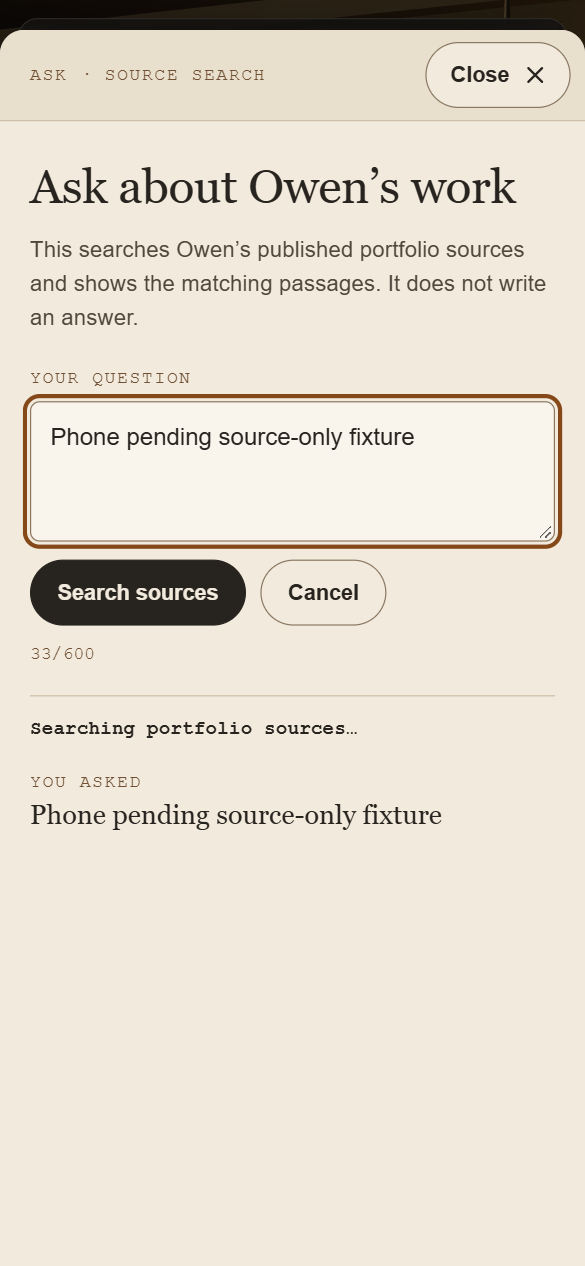 ASK · SOURCE SEARCH
Close
Ask about Owen’s work
This searches Owen’s published portfolio sources
and shows the matching passages. It does not write
an answer.
YOUR QUESTION
Phone pending source-only fixture
Search sources
Cancel
33/600
Searching portfolio sources…
YOU ASKED
Phone pending source-only fixture